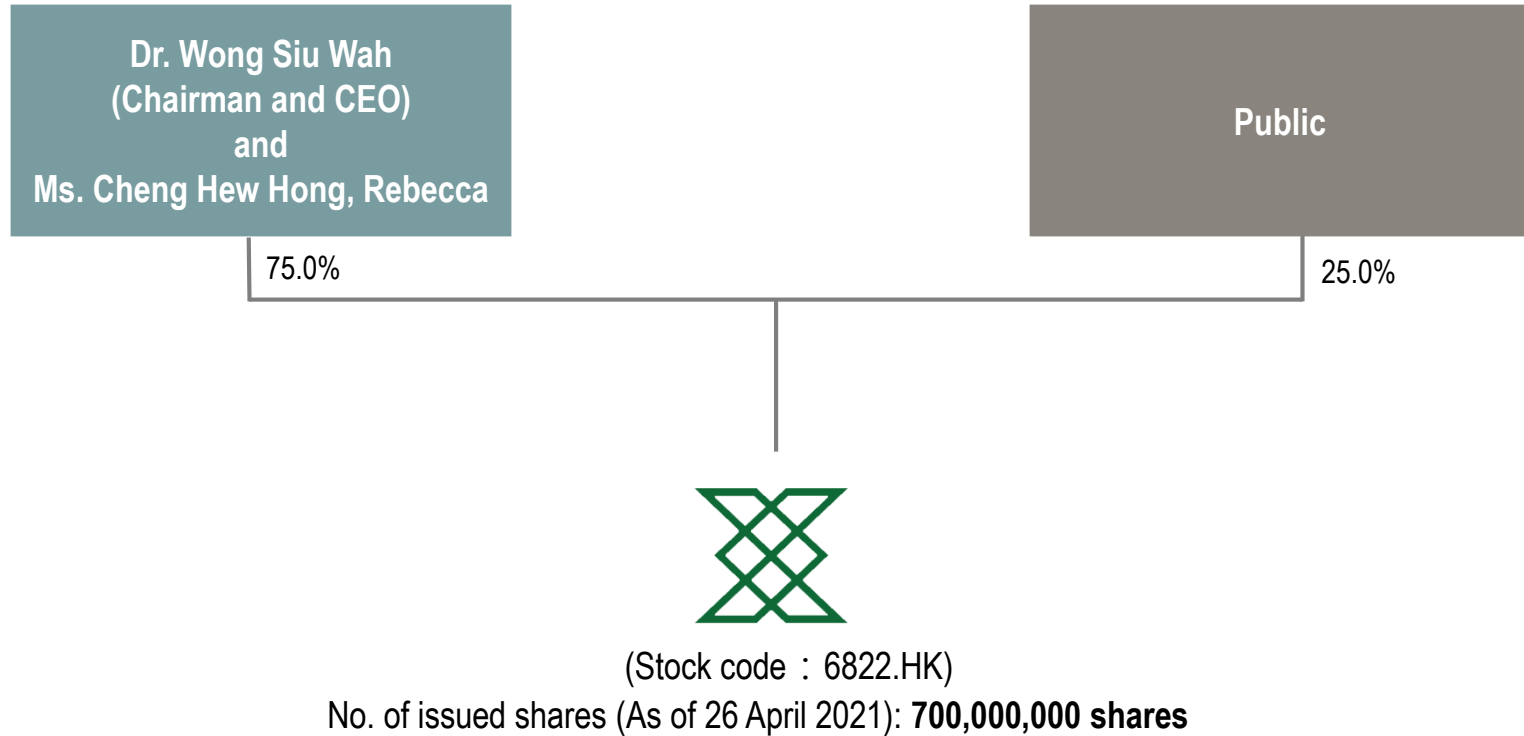 Dr. Wong Siu Wah
(Chairman and CEO)
and
Ms. Cheng Hew Hong, Rebecca
Public
75.0%
25.0%
(Stock code：6822.HK)
No. of issued shares (As of 26 April 2021): 700,000,000 shares